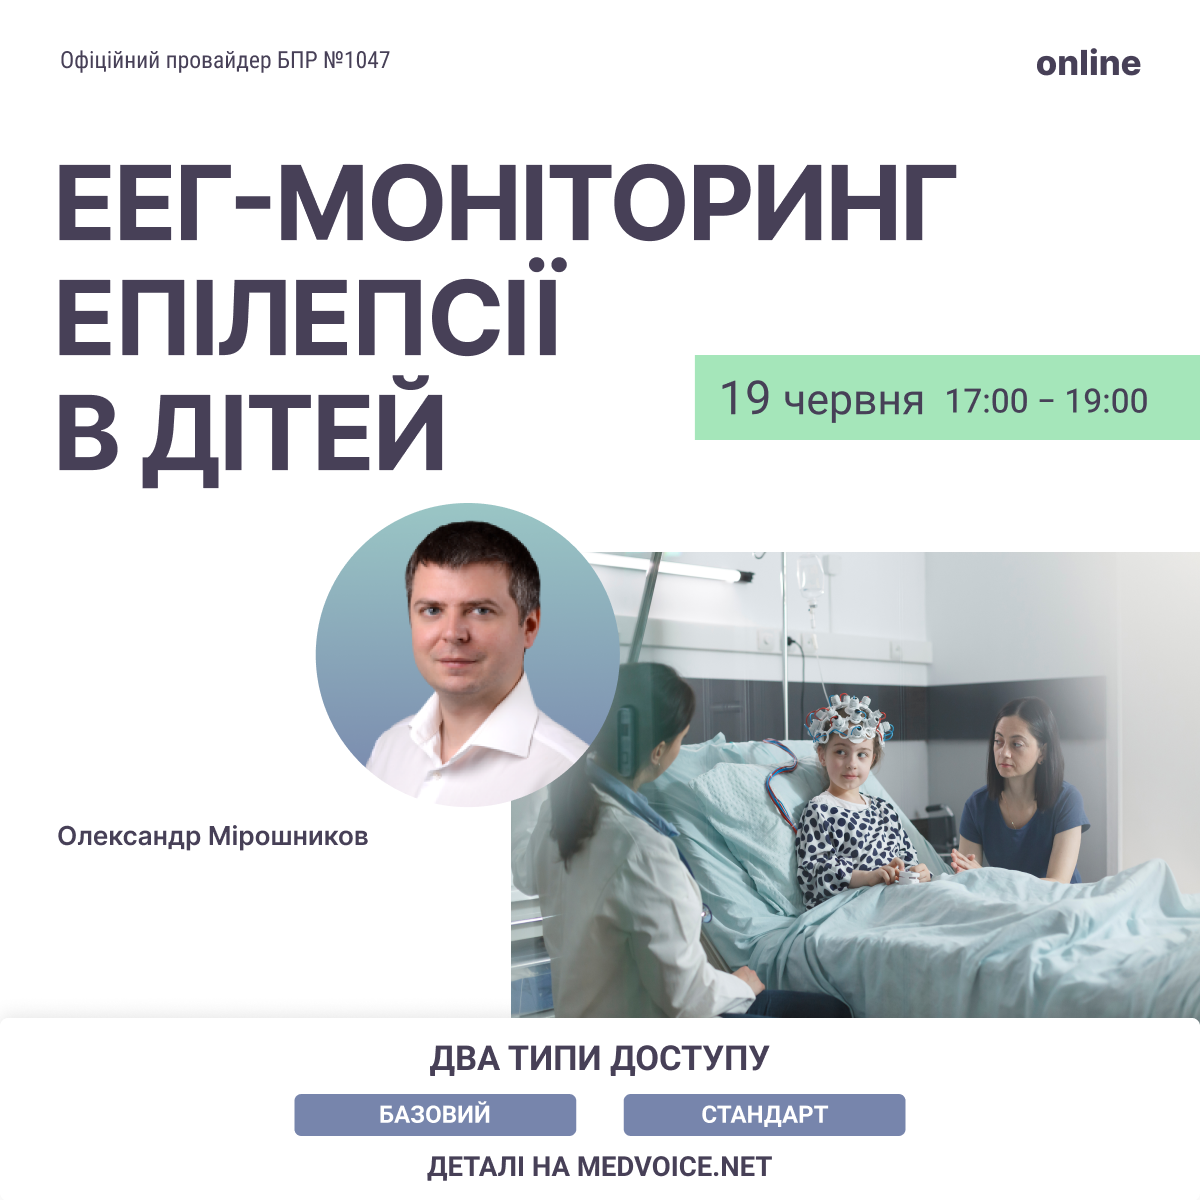 Офіційний провайдер БПР №1047
online
ЕЕГ-МОНІТОРИНГ
ЕПІЛЕПСІЇ
В ДІТЕЙ
19 червня 17:00 – 19:00
Олександр Мірошников
ДВА ТИПИ ДОСТУПУ
БАЗОВИЙ
СТАНДАРТ
ДЕТАЛІ НА MEDVOICE.NET